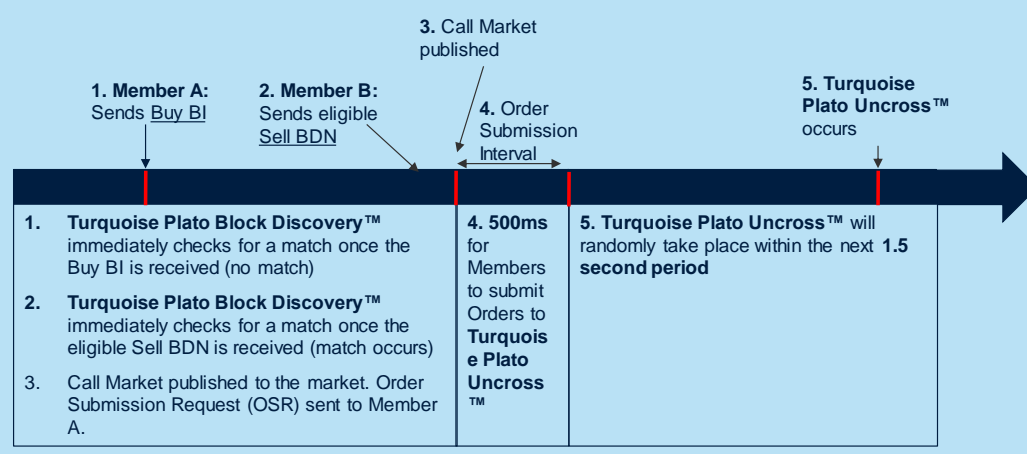 3. Call Market
published
1. Member A:
Sends Buy BI
2. Member B:
Sends eligible
Sell BDN
4. Order
Submission
Interval
5. Turquoise
Plato Uncross™
occurs
1. Turquoise Plato Block Discovery™
immediately checks for a match once the
Buy BI is received (no match)
2. Turquoise Plato Block Discovery™
immediately checks for a match once the
eligible Sell BDN is received (match occurs)
3. Call Market published to the market. Order
Submission Request (OSR) sent to Member
A.
4. 500ms
for
Members
to submit
Orders to
Turquois
e Plato
Uncross
™
5. Turquoise Plato Uncross™ will
randomly take place within the next 1.5
second period